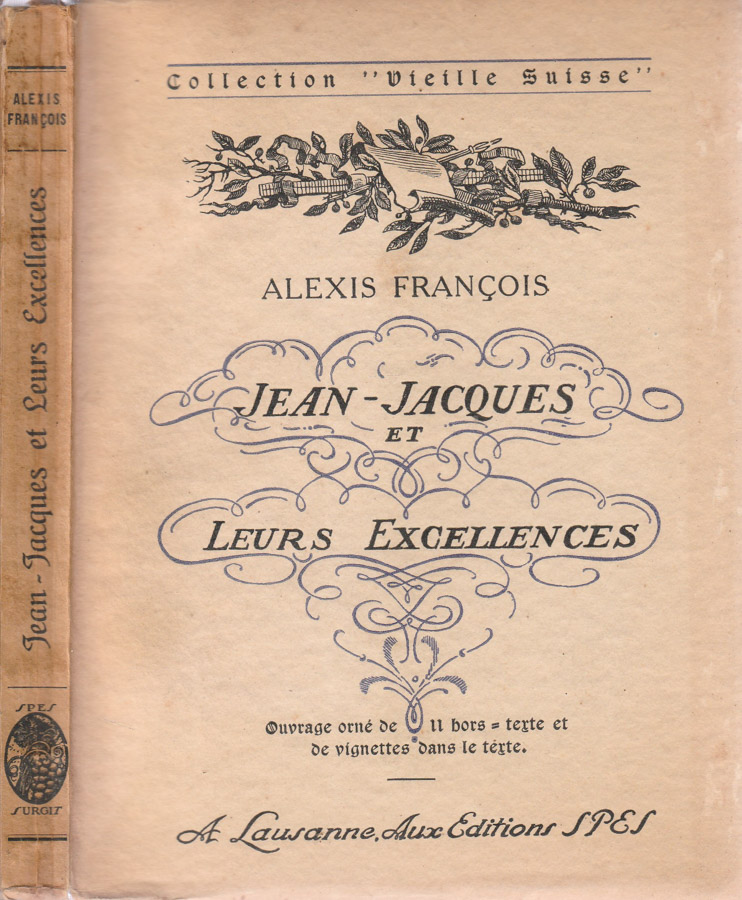 ALEXIS
FRANÇOIS
Jean-Jacques et Leurs Excellences
SPES
SURGIT
Collection "Vieille Suisse"
ALEXIS FRANÇOIS
JEAN-JACQUES
ET
LEURS EXCELLENCES
Ouvrage orné de 11 hors=texte et
de vignettes dans le texte.
A Lausanne, Aux Editions SPES